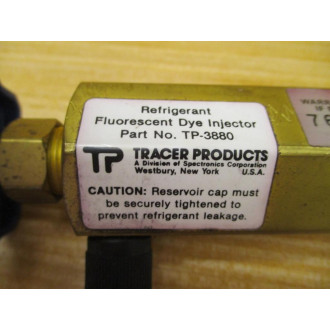 Refrigerant
Fluorescent Dye Injector
Part No. TP-3880
TP TRACER PRODUCTS
A Division of Spectronics Corporation
Westbury, New York U.S.A.
CAUTION: Reservoir cap must
be securely tightened to
prevent refrigerant leakage.